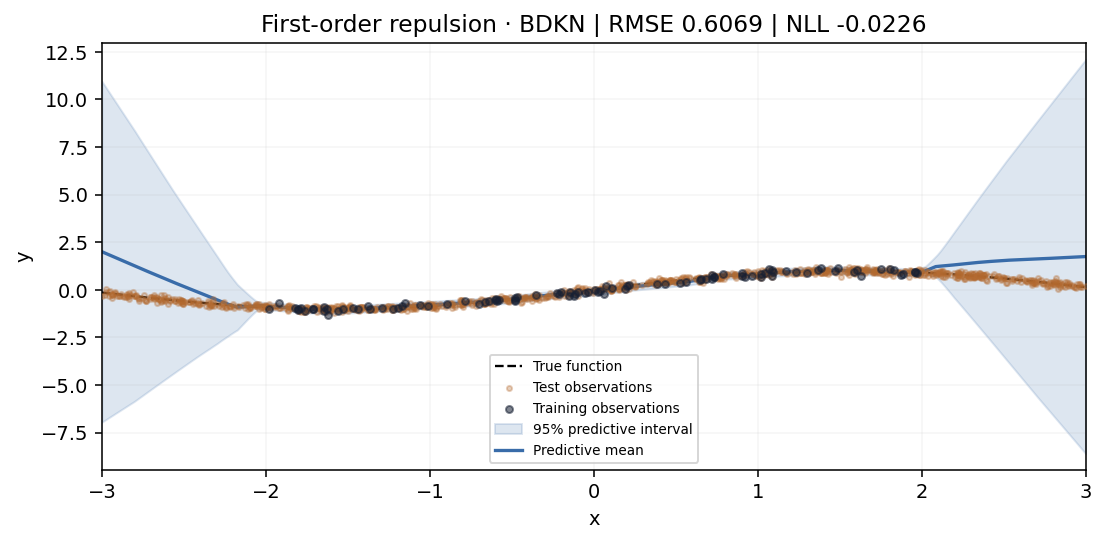 First-order repulsion · BDKN | RMSE 0.6069 | NLL -0.0226
12.5
10.0
7.5
5.0
2.5
0.0
−2.5
−5.0
−7.5
y
True function
Test observations
Training observations
95% predictive interval
Predictive mean
−3 −2 −1 0 1 2 3
x